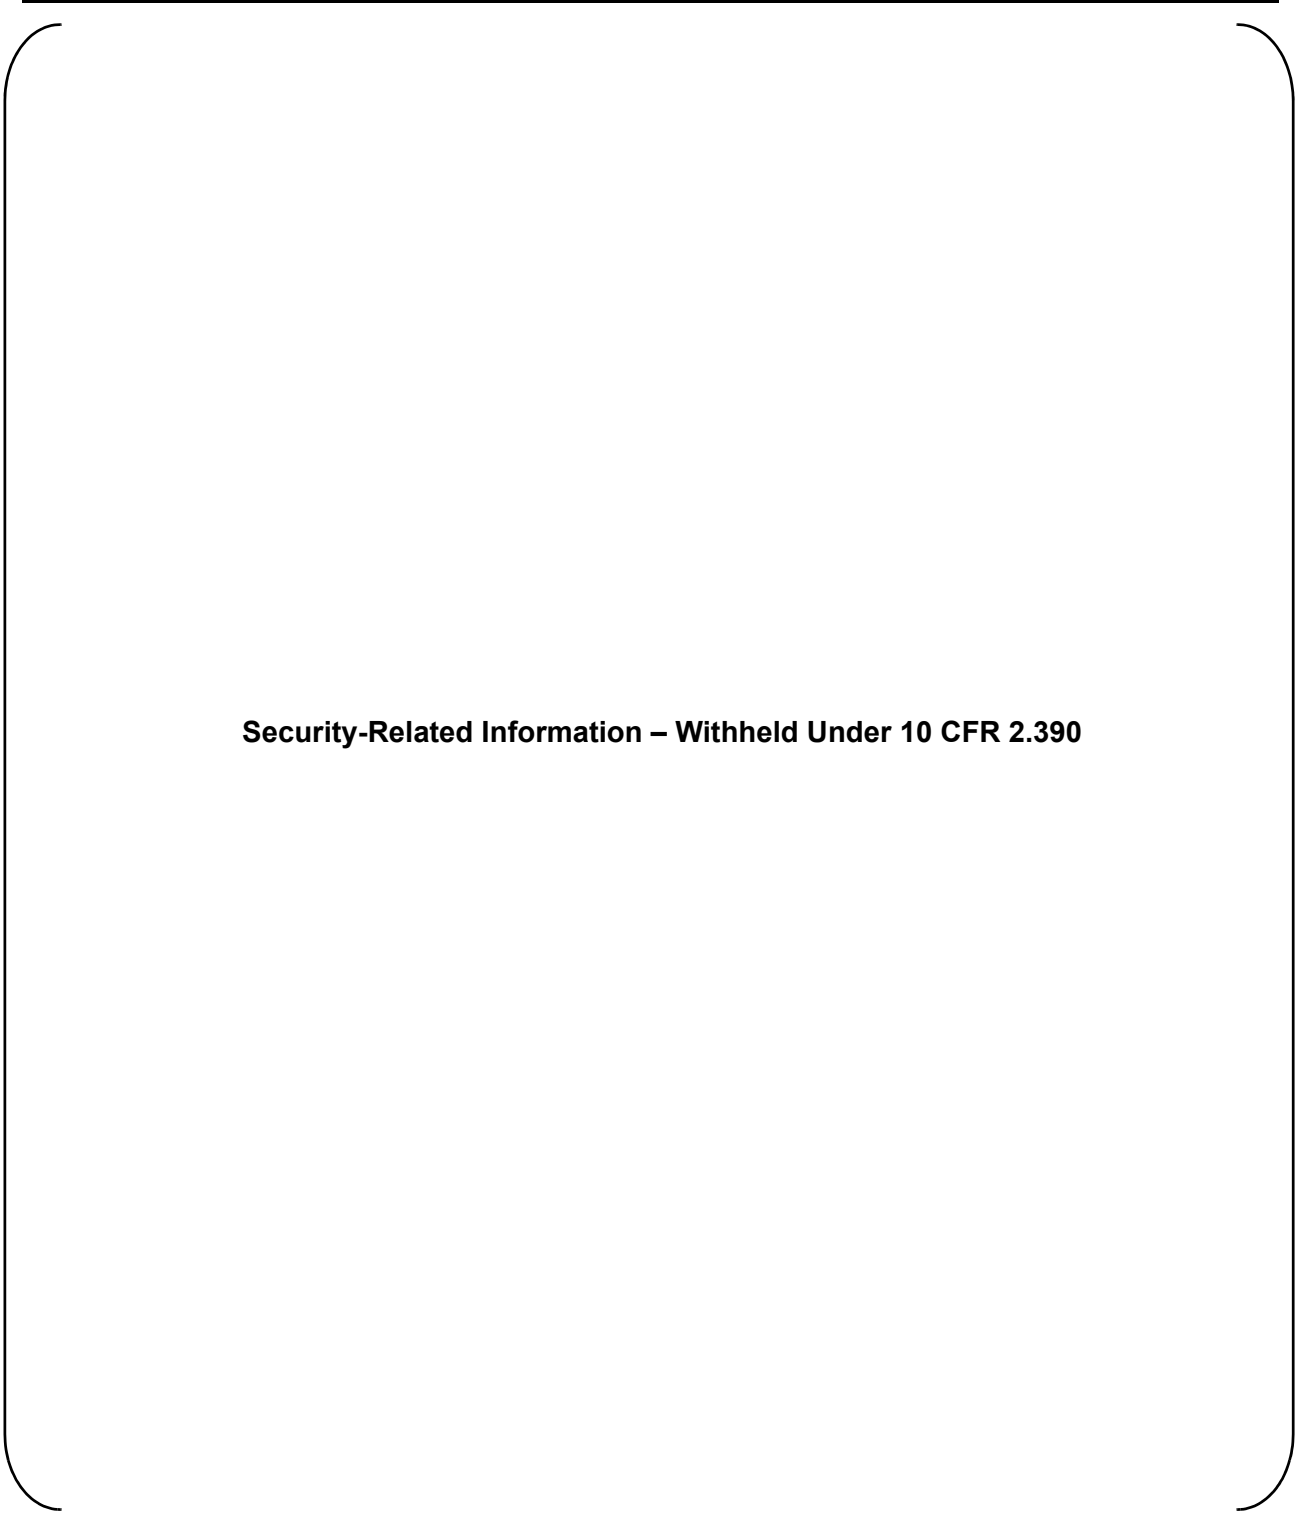 Security-Related Information – Withheld Under 10 CFR 2.390